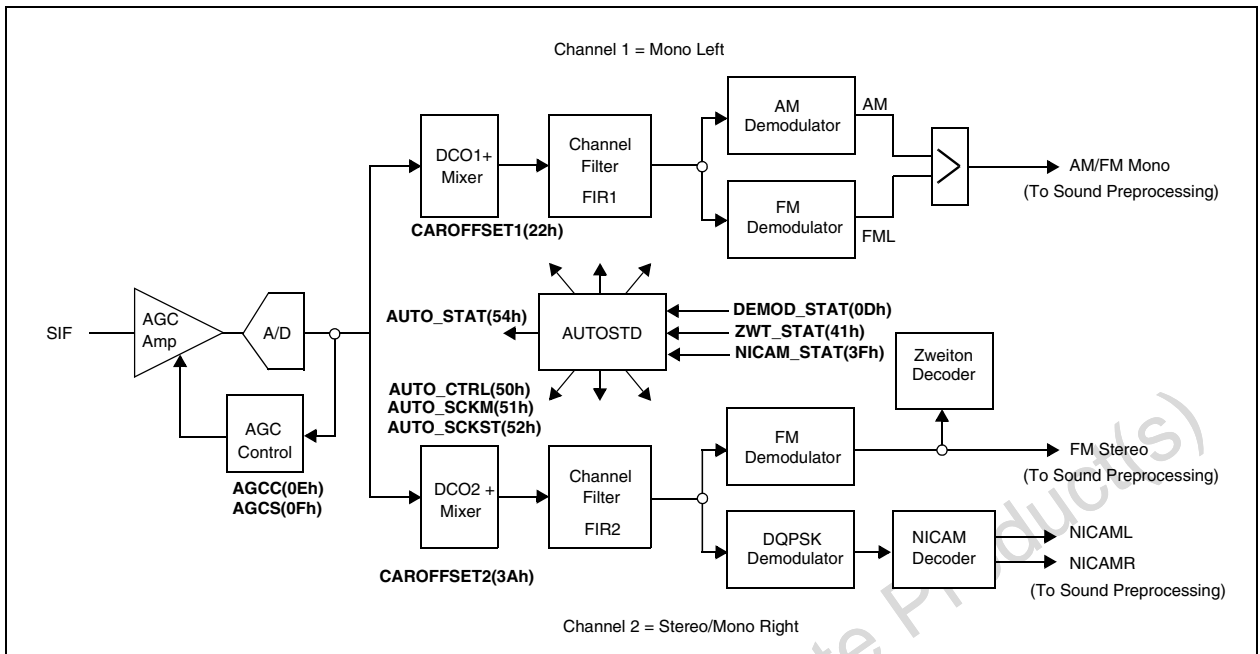 Channel 1 = Mono Left
AM
Demodulator
AM
DCO1+
Mixer
Channel
Filter
FIR1
AM/FM Mono
(To Sound Preprocessing)
FM
Demodulator
FML
CAROFFSET1(22h)
SIF
AGC
Amp
A/D
AUTO_STAT(54h)
AUTOSTD
DEMOD_STAT(0Dh)
ZWT_STAT(41h)
NICAM_STAT(3Fh)
Zweiton
Decoder
AUTO_CTRL(50h)
AUTO_SCKM(51h)
AUTO_SCKST(52h)
AGC
Control
AGCC(0Eh)
AGCS(0Fh)
DCO2 +
Mixer
Channel
Filter
FIR2
FM
Demodulator
FM Stereo
(To Sound Preprocessing)
DQPSK
Demodulator
NICAM
Decoder
NICAML
NICAMR
(To Sound Preprocessing)
CAROFFSET2(3Ah)
Channel 2 = Stereo/Mono Right
te Product(s)